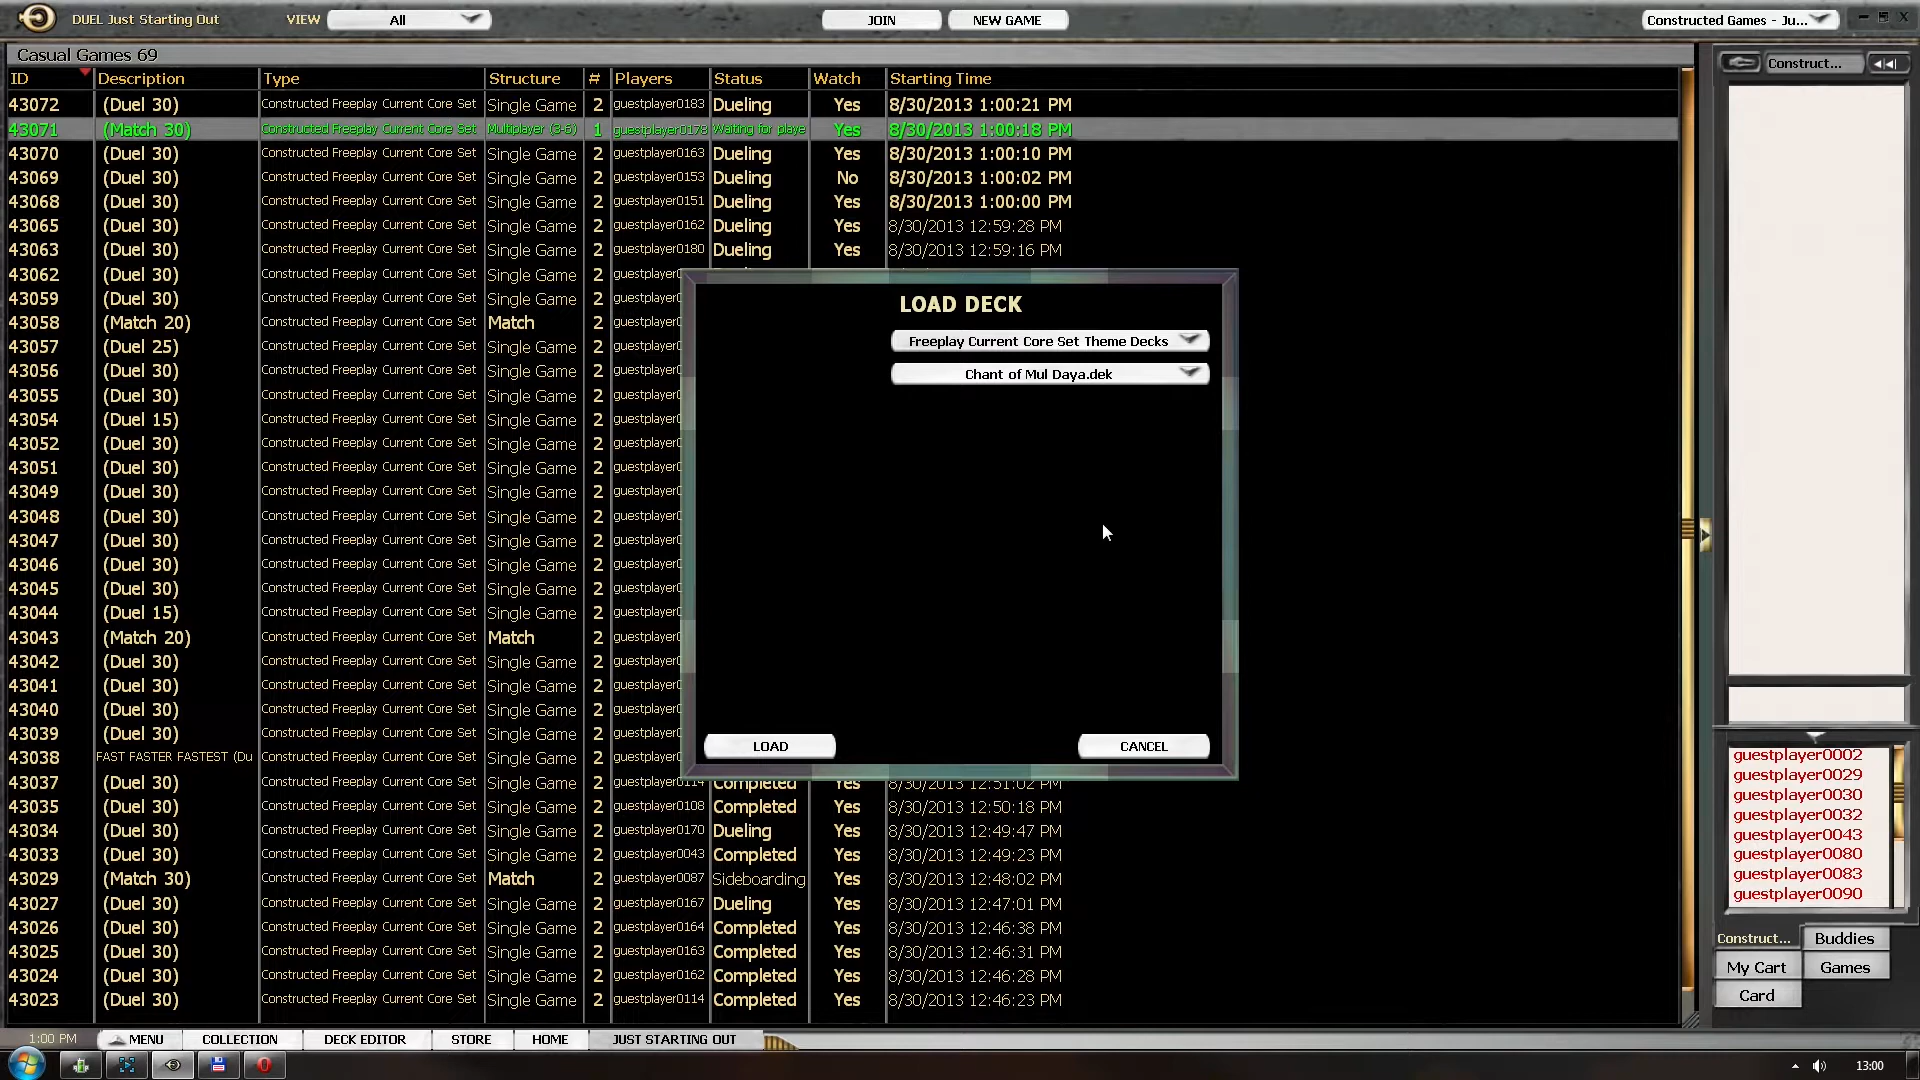 DUEL Just Starting Out VIEW All JOIN NEW GAME Constructed Games - Ju...
Casual Games 69
ID Description Type Structure # Players Status Watch Starting Time
43072 (Duel 30) Constructed Freeplay Current Core Set Single Game 2 guestplayer0183 Dueling Yes 8/30/2013 1:00:21 PM
43071 (Match 30) Constructed Freeplay Current Core Set Multiplayer (3-6) 1 guestplayer0178 Waiting for playe Yes 8/30/2013 1:00:18 PM
43070 (Duel 30) Constructed Freeplay Current Core Set Single Game 2 guestplayer0163 Dueling Yes 8/30/2013 1:00:10 PM
43069 (Duel 30) Constructed Freeplay Current Core Set Single Game 2 guestplayer0153 Dueling No 8/30/2013 1:00:02 PM
43068 (Duel 30) Constructed Freeplay Current Core Set Single Game 2 guestplayer0151 Dueling Yes 8/30/2013 1:00:00 PM
43065 (Duel 30) Constructed Freeplay Current Core Set Single Game 2 guestplayer0162 Dueling Yes 8/30/2013 12:59:28 PM
43063 (Duel 30) Constructed Freeplay Current Core Set Single Game 2 guestplayer0180 Dueling Yes 8/30/2013 12:59:16 PM
43062 (Duel 30) Constructed Freeplay Current Core Set Single Game 2 guestplayer0
43059 (Duel 30) Constructed Freeplay Current Core Set Single Game 2 guestplayer0
43058 (Match 20) Constructed Freeplay Current Core Set Match 2 guestplayer0
43057 (Duel 25) Constructed Freeplay Current Core Set Single Game 2 guestplayer0
43056 (Duel 30) Constructed Freeplay Current Core Set Single Game 2 guestplayer0
43055 (Duel 30) Constructed Freeplay Current Core Set Single Game 2 guestplayer0
43054 (Duel 15) Constructed Freeplay Current Core Set Single Game 2 guestplayer0
43052 (Duel 30) Constructed Freeplay Current Core Set Single Game 2 guestplayer0
43051 (Duel 30) Constructed Freeplay Current Core Set Single Game 2 guestplayer0
43049 (Duel 30) Constructed Freeplay Current Core Set Single Game 2 guestplayer0
43048 (Duel 30) Constructed Freeplay Current Core Set Single Game 2 guestplayer0
43047 (Duel 30) Constructed Freeplay Current Core Set Single Game 2 guestplayer0
43046 (Duel 30) Constructed Freeplay Current Core Set Single Game 2 guestplayer0
43045 (Duel 30) Constructed Freeplay Current Core Set Single Game 2 guestplayer0
43044 (Duel 15) Constructed Freeplay Current Core Set Single Game 2 guestplayer0
43043 (Match 20) Constructed Freeplay Current Core Set Match 2 guestplayer0
43042 (Duel 30) Constructed Freeplay Current Core Set Single Game 2 guestplayer0
43041 (Duel 30) Constructed Freeplay Current Core Set Single Game 2 guestplayer0
43040 (Duel 30) Constructed Freeplay Current Core Set Single Game 2 guestplayer0
43039 (Duel 30) Constructed Freeplay Current Core Set Single Game 2 guestplayer0
43038 FAST FASTER FASTEST (Du Constructed Freeplay Current Core Set Single Game 2 guestplayer0
43037 (Duel 30) Constructed Freeplay Current Core Set Single Game 2 guestplayer0114 Completed Yes 8/30/2013 12:51:02 PM
43035 (Duel 30) Constructed Freeplay Current Core Set Single Game 2 guestplayer0108 Completed Yes 8/30/2013 12:50:18 PM
43034 (Duel 30) Constructed Freeplay Current Core Set Single Game 2 guestplayer0170 Dueling Yes 8/30/2013 12:49:47 PM
43033 (Duel 30) Constructed Freeplay Current Core Set Single Game 2 guestplayer0043 Completed Yes 8/30/2013 12:49:23 PM
43029 (Match 30) Constructed Freeplay Current Core Set Match 2 guestplayer0087 Sideboarding Yes 8/30/2013 12:48:02 PM
43027 (Duel 30) Constructed Freeplay Current Core Set Single Game 2 guestplayer0167 Dueling Yes 8/30/2013 12:47:01 PM
43026 (Duel 30) Constructed Freeplay Current Core Set Single Game 2 guestplayer0164 Completed Yes 8/30/2013 12:46:38 PM
43025 (Duel 30) Constructed Freeplay Current Core Set Single Game 2 guestplayer0163 Completed Yes 8/30/2013 12:46:31 PM
43024 (Duel 30) Constructed Freeplay Current Core Set Single Game 2 guestplayer0162 Completed Yes 8/30/2013 12:46:28 PM
43023 (Duel 30) Constructed Freeplay Current Core Set Single Game 2 guestplayer0114 Completed Yes 8/30/2013 12:46:23 PM
LOAD DECK
Freeplay Current Core Set Theme Decks
Chant of Mul Daya.dek
LOAD CANCEL
Construct...
guestplayer0002
guestplayer0029
guestplayer0030
guestplayer0032
guestplayer0043
guestplayer0080
guestplayer0083
guestplayer0090
Construct... Buddies
My Cart Games
Card
1:00 PM MENU COLLECTION DECK EDITOR STORE HOME JUST STARTING OUT
13:00